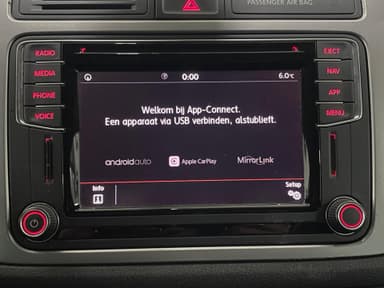 PASSENGER AIR BAG
RADIO
EJECT
0:00
6.0°C
MEDIA
NAV
Welkom bij App-Connect.
Een apparaat via USB verbinden, alstublieft.
PHONE
APP
VOICE
MENU
androidauto
Apple CarPlay
MirrorLink
Info
Setup